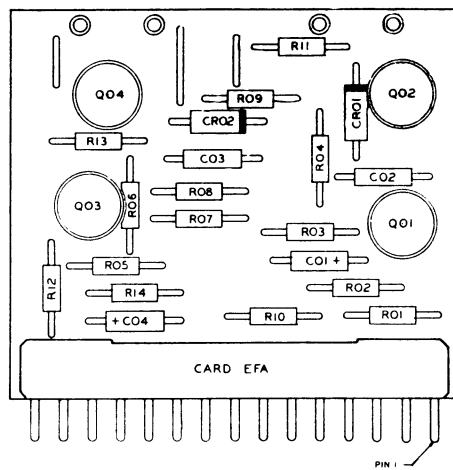 R11
R09
Q04
Q02
CR01
CR02
R13
R04
C03
C02
R06
R08
Q03
R07
Q01
R03
R05
C01 +
R12
R14
R02
+ C04
R10
R01
CARD EFA
PIN 1